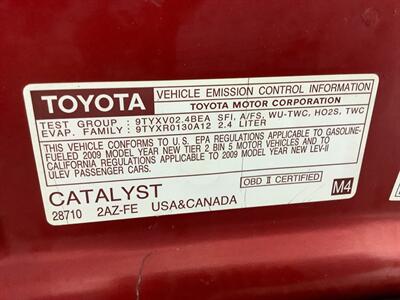 TOYOTA
VEHICLE EMISSION CONTROL INFORMATION
TOYOTA MOTOR CORPORATION
TEST GROUP : 9TYXV02.4BEA SFI, A/FS, WU-TWC, HO2S, TWC
EVAP. FAMILY : 9TYXR0130A12 2.4 LITER
THIS VEHICLE CONFORMS TO U.S. EPA REGULATIONS APPLICABLE TO GASOLINE-
FUELED 2009 MODEL YEAR NEW TIER 2 BIN 5 MOTOR VEHICLES AND TO
CALIFORNIA REGULATIONS APPLICABLE TO 2009 MODEL YEAR NEW LEV-II
ULEV PASSENGER CARS.
OBD II CERTIFIED
CATALYST
28710 2AZ-FE USA&CANADA
M4